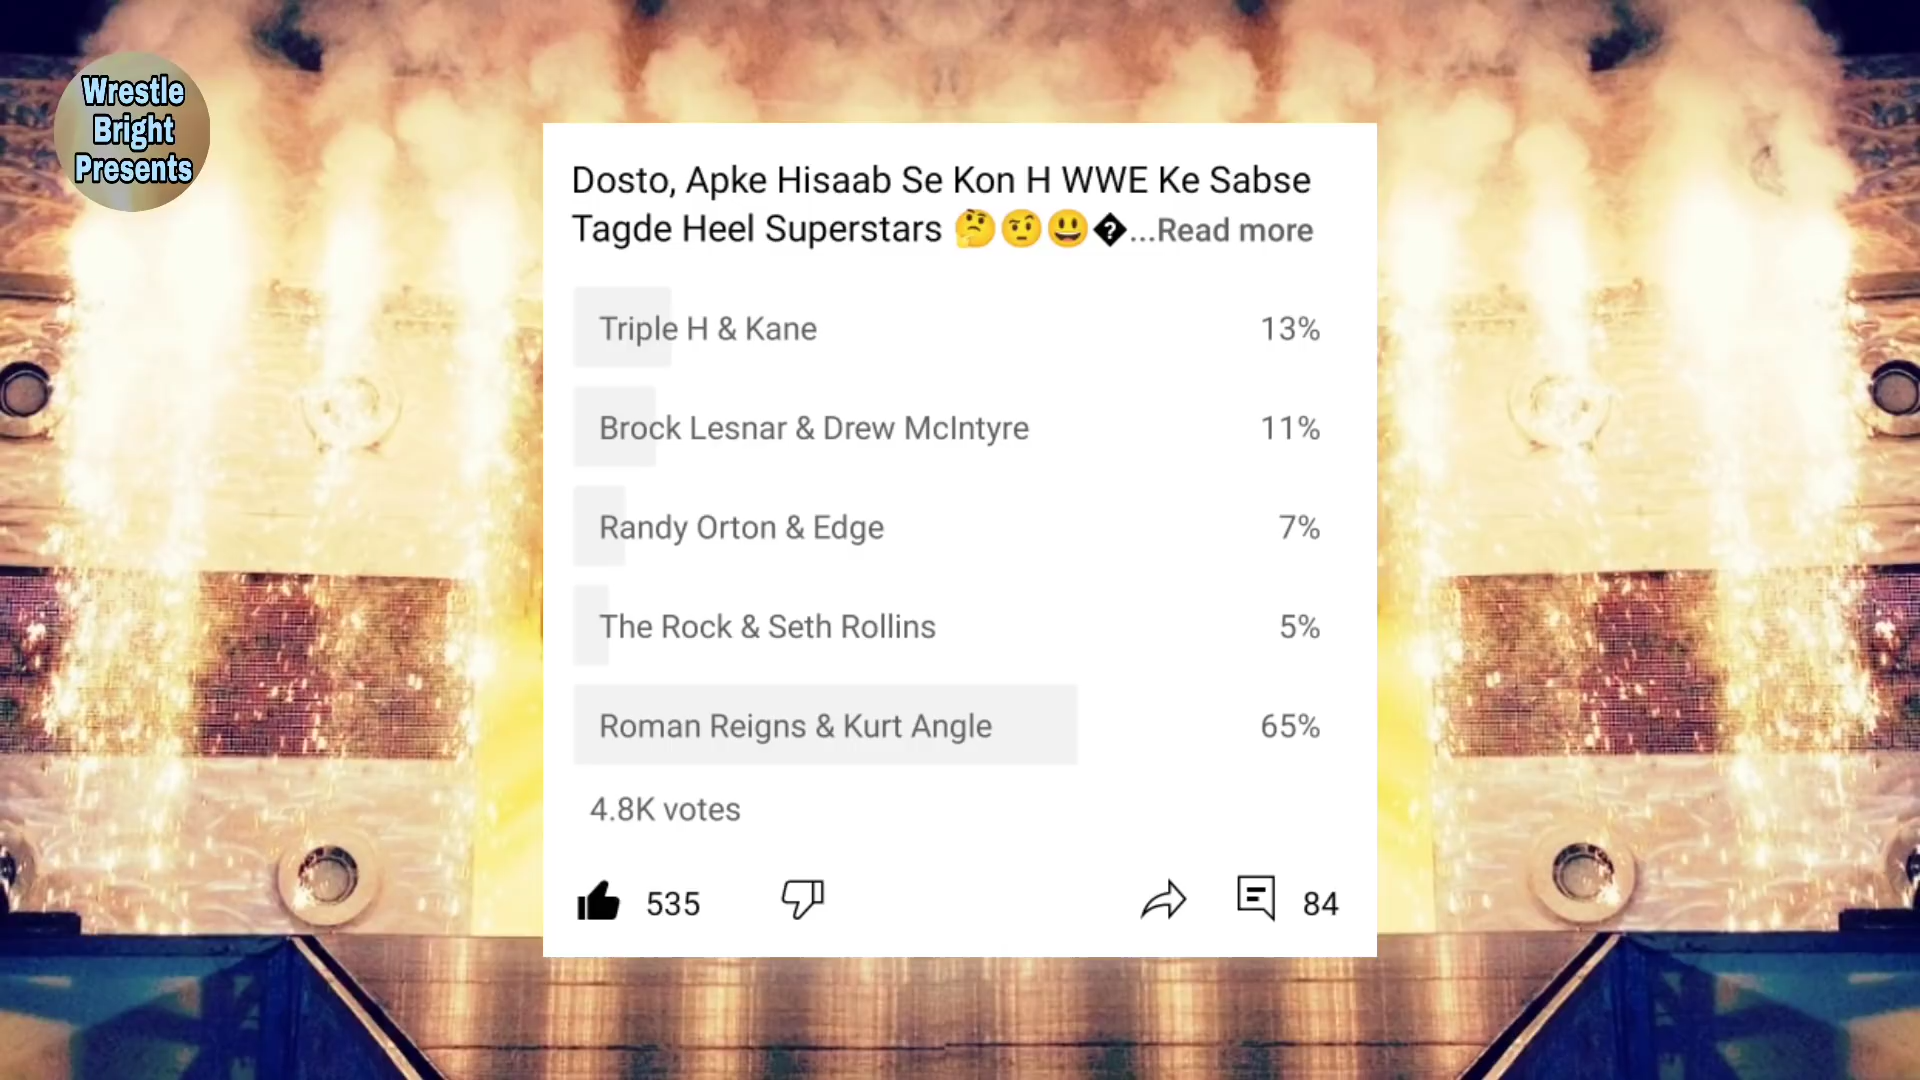 Wrestle
Bright
Presents
Dosto, Apke Hisaab Se Kon H WWE Ke Sabse
Tagde Heel Superstars 🤔🤨😃�...Read more
Triple H & Kane 13%
Brock Lesnar & Drew McIntyre 11%
Randy Orton & Edge 7%
The Rock & Seth Rollins 5%
Roman Reigns & Kurt Angle 65%
4.8K votes
535 84